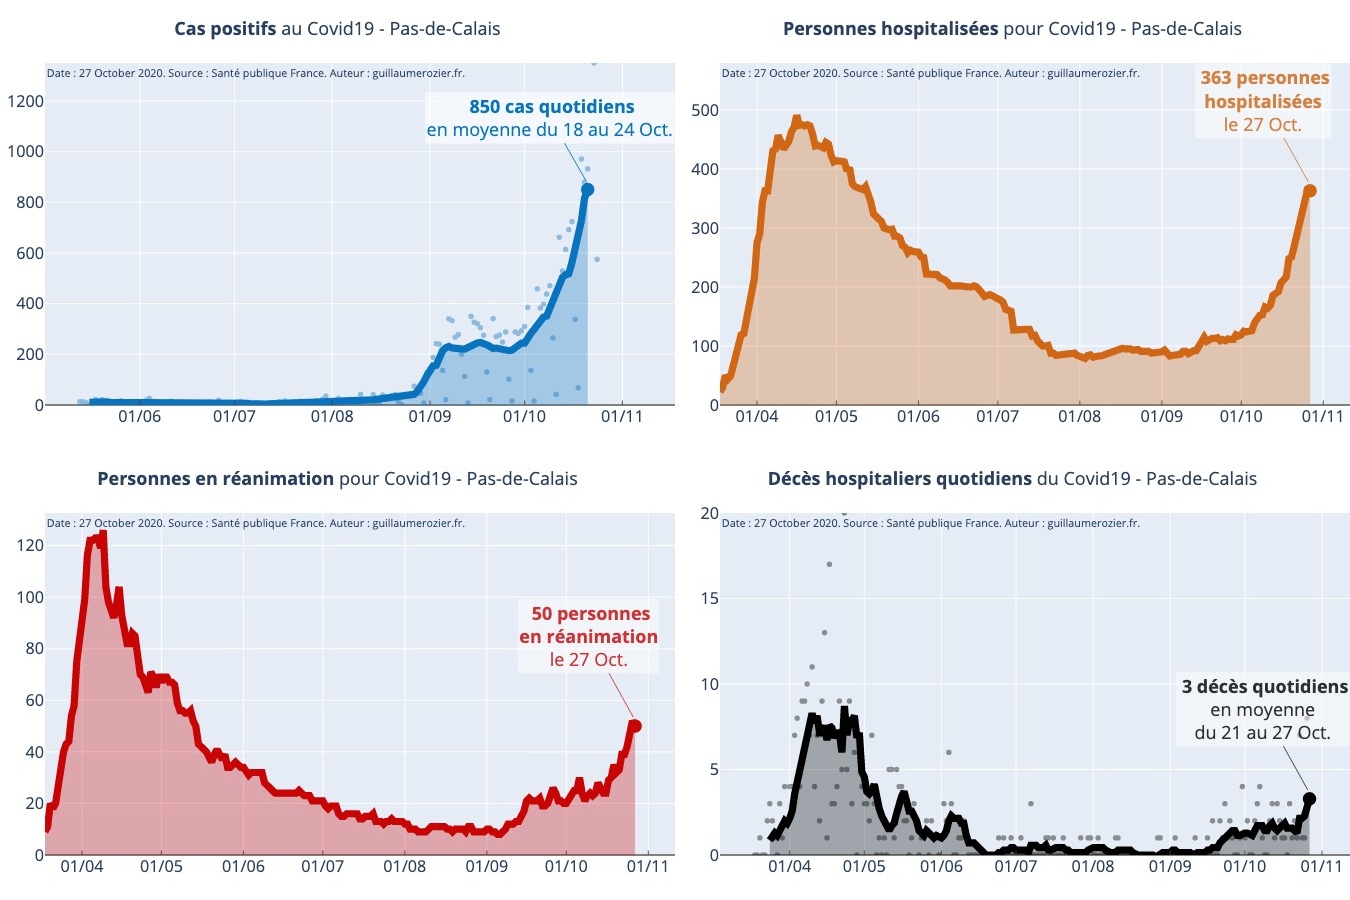 Cas positifs au Covid19 - Pas-de-Calais
Date : 27 October 2020. Source : Santé publique France. Auteur : guillaumerozier.fr.
850 cas quotidiens
en moyenne du 18 au 24 Oct.
1200
1000
800
600
400
200
0
01/06 01/07 01/08 01/09 01/10 01/11
Personnes hospitalisées pour Covid19 - Pas-de-Calais
Date : 27 October 2020. Source : Santé publique France. Auteur : guillaumerozier.fr.
363 personnes
hospitalisées
le 27 Oct.
500
400
300
200
100
0
01/04 01/05 01/06 01/07 01/08 01/09 01/10 01/11
Personnes en réanimation pour Covid19 - Pas-de-Calais
Date : 27 October 2020. Source : Santé publique France. Auteur : guillaumerozier.fr.
50 personnes
en réanimation
le 27 Oct.
120
100
80
60
40
20
0
01/04 01/05 01/06 01/07 01/08 01/09 01/10 01/11
Décès hospitaliers quotidiens du Covid19 - Pas-de-Calais
Date : 27 October 2020. Source : Santé publique France. Auteur : guillaumerozier.fr.
3 décès quotidiens
en moyenne
du 21 au 27 Oct.
20
15
10
5
0
01/04 01/05 01/06 01/07 01/08 01/09 01/10 01/11